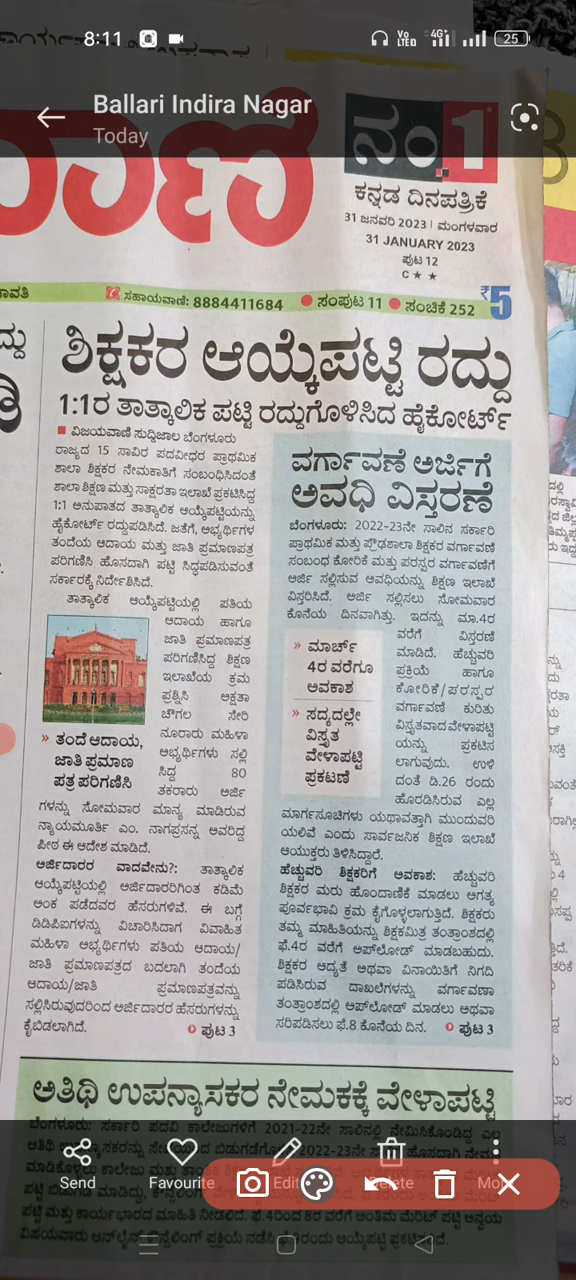 8:11
Vo LTED
4G
25
Ballari Indira Nagar
Today
ನಂ.1
ಕನ್ನಡ ದಿನಪತ್ರಿಕೆ
31 ಜನವರಿ 2023 | ಮಂಗಳವಾರ
31 JANUARY 2023
ಪುಟ 12
C ★ ★
ಸಹಾಯವಾಣಿ: 8884411684 ● ಸಂಪುಟ 11 ● ಸಂಚಿಕೆ 252 ₹5
ಶಿಕ್ಷಕರ ಆಯ್ಕೆಪಟ್ಟಿ ರದ್ದು
1:1ರ ತಾತ್ಕಾಲಿಕ ಪಟ್ಟಿ ರದ್ದುಗೊಳಿಸಿದ ಹೈಕೋರ್ಟ್
■ ವಿಜಯವಾಣಿ ಸುದ್ದಿಜಾಲ ಬೆಂಗಳೂರು
ರಾಜ್ಯದ 15 ಸಾವಿರ ಪದವೀಧರ ಪ್ರಾಥಮಿಕ
ಶಾಲಾ ಶಿಕ್ಷಕರ ನೇಮಕಾತಿಗೆ ಸಂಬಂಧಿಸಿದಂತೆ
ಶಾಲಾ ಶಿಕ್ಷಣ ಮತ್ತು ಸಾಕ್ಷರತಾ ಇಲಾಖೆ ಪ್ರಕಟಿಸಿದ್ದ
1:1 ಅನುಪಾತದ ತಾತ್ಕಾಲಿಕ ಆಯ್ಕೆಪಟ್ಟಿಯನ್ನು
ಹೈಕೋರ್ಟ್ ರದ್ದುಪಡಿಸಿದೆ. ಜತೆಗೆ, ಅಭ್ಯರ್ಥಿಗಳ
ತಂದೆಯ ಆದಾಯ ಮತ್ತು ಜಾತಿ ಪ್ರಮಾಣಪತ್ರ
ಪರಿಗಣಿಸಿ ಹೊಸದಾಗಿ ಪಟ್ಟಿ ಸಿದ್ಧಪಡಿಸುವಂತೆ
ಸರ್ಕಾರಕ್ಕೆ ನಿರ್ದೇಶಿಸಿದೆ.
ತಾತ್ಕಾಲಿಕ ಆಯ್ಕೆಪಟ್ಟಿಯಲ್ಲಿ ಪತಿಯ
ಆದಾಯ ಹಾಗೂ
ಜಾತಿ ಪ್ರಮಾಣಪತ್ರ
ಪರಿಗಣಿಸಿದ್ದ ಶಿಕ್ಷಣ
ಇಲಾಖೆಯ ಕ್ರಮ
ಪ್ರಶ್ನಿಸಿ ಅಕ್ಷತಾ
ಚೌಗಲ ಸೇರಿ
ನೂರಾರು ಮಹಿಳಾ
ಅಭ್ಯರ್ಥಿಗಳು ಸಲ್ಲಿ
ಸಿದ್ದ 80
ತಕರಾರು ಅರ್ಜಿ
» ತಂದೆ ಆದಾಯ,
ಜಾತಿ ಪ್ರಮಾಣ
ಪತ್ರ ಪರಿಗಣಿಸಿ
ಗಳನ್ನು ಸೋಮವಾರ ಮಾನ್ಯ ಮಾಡಿರುವ
ನ್ಯಾಯಮೂರ್ತಿ ಎಂ. ನಾಗಪ್ರಸನ್ನ ಅವರಿದ್ದ
ಪೀಠ ಈ ಆದೇಶ ಮಾಡಿದೆ.
ಅರ್ಜಿದಾರರ ವಾದವೇನು?: ತಾತ್ಕಾಲಿಕ
ಆಯ್ಕೆಪಟ್ಟಿಯಲ್ಲಿ ಅರ್ಜಿದಾರರಿಗಿಂತ ಕಡಿಮೆ
ಅಂಕ ಪಡೆದವರ ಹೆಸರುಗಳಿವೆ. ಈ ಬಗ್ಗೆ
ಡಿಡಿಪಿಐಗಳನ್ನು ವಿಚಾರಿಸಿದಾಗ ವಿವಾಹಿತ
ಮಹಿಳಾ ಅಭ್ಯರ್ಥಿಗಳು ಪತಿಯ ಆದಾಯ/
ಜಾತಿ ಪ್ರಮಾಣಪತ್ರದ ಬದಲಾಗಿ ತಂದೆಯ
ಆದಾಯ/ಜಾತಿ ಪ್ರಮಾಣಪತ್ರವನ್ನು
ಸಲ್ಲಿಸಿರುವುದರಿಂದ ಅರ್ಜಿದಾರರ ಹೆಸರುಗಳನ್ನು
ಕೈಬಿಡಲಾಗಿದೆ. ಪುಟ 3
ವರ್ಗಾವಣೆ ಅರ್ಜಿಗೆ
ಅವಧಿ ವಿಸ್ತರಣೆ
ಬೆಂಗಳೂರು: 2022-23ನೇ ಸಾಲಿನ ಸರ್ಕಾರಿ
ಪ್ರಾಥಮಿಕ ಮತ್ತು ಪ್ರೌಢಶಾಲಾ ಶಿಕ್ಷಕರ ವರ್ಗಾವಣೆ
ಸಂಬಂಧ ಕೋರಿಕೆ ಮತ್ತು ಪರಸ್ಪರ ವರ್ಗಾವಣೆಗೆ
ಅರ್ಜಿ ಸಲ್ಲಿಸುವ ಅವಧಿಯನ್ನು ಶಿಕ್ಷಣ ಇಲಾಖೆ
ವಿಸ್ತರಿಸಿದೆ. ಅರ್ಜಿ ಸಲ್ಲಿಸಲು ಸೋಮವಾರ
ಕೊನೆಯ ದಿನವಾಗಿತ್ತು. ಇದನ್ನು ಮಾ.4ರ
ವರೆಗೆ ವಿಸ್ತರಣೆ
ಮಾಡಿದೆ. ಹೆಚ್ಚುವರಿ
ಪ್ರಕ್ರಿಯೆ ಹಾಗೂ
ಕೋರಿಕೆ/ಪರಸ್ಪರ
ವರ್ಗಾವಣೆ ಕುರಿತು
ವಿಸ್ತೃತವಾದ ವೇಳಾಪಟ್ಟಿ
ಯನ್ನು ಪ್ರಕಟಿಸ
ಲಾಗುವುದು. ಉಳಿ
ದಂತೆ ಡಿ.26 ರಂದು
ಹೊರಡಿಸಿರುವ ಎಲ್ಲ
» ಮಾರ್ಚ್
4ರ ವರೆಗೂ
ಅವಕಾಶ
» ಸದ್ಯದಲ್ಲೇ
ವಿಸ್ತೃತ
ವೇಳಾಪಟ್ಟಿ
ಪ್ರಕಟಣೆ
ಮಾರ್ಗಸೂಚಿಗಳು ಯಥಾವತ್ತಾಗಿ ಮುಂದುವರಿ
ಯಲಿವೆ ಎಂದು ಸಾರ್ವಜನಿಕ ಶಿಕ್ಷಣ ಇಲಾಖೆ
ಆಯುಕ್ತರು ತಿಳಿಸಿದ್ದಾರೆ.
ಹೆಚ್ಚುವರಿ ಶಿಕ್ಷಕರಿಗೆ ಅವಕಾಶ: ಹೆಚ್ಚುವರಿ
ಶಿಕ್ಷಕರ ಮರು ಹೊಂದಾಣಿಕೆ ಮಾಡಲು ಅಗತ್ಯ
ಪೂರ್ವಭಾವಿ ಕ್ರಮ ಕೈಗೊಳ್ಳಲಾಗುತ್ತಿದೆ. ಶಿಕ್ಷಕರು
ತಮ್ಮ ಮಾಹಿತಿಯನ್ನು ಶಿಕ್ಷಕಮಿತ್ರ ತಂತ್ರಾಂಶದಲ್ಲಿ
ಫೆ.4ರ ವರೆಗೆ ಅಪ್‌ಲೋಡ್ ಮಾಡಬಹುದು.
ಶಿಕ್ಷಕರ ಆದ್ಯತೆ ಅಥವಾ ವಿನಾಯಿತಿಗೆ ನಿಗದಿ
ಪಡಿಸಿರುವ ದಾಖಲೆಗಳನ್ನು ವರ್ಗಾವಣಾ
ತಂತ್ರಾಂಶದಲ್ಲಿ ಅಪ್‌ಲೋಡ್ ಮಾಡಲು ಅಥವಾ
ಸರಿಪಡಿಸಲು ಫೆ.8 ಕೊನೆಯ ದಿನ. ಪುಟ 3
ಅತಿಥಿ ಉಪನ್ಯಾಸಕರ ನೇಮಕಕ್ಕೆ ವೇಳಾಪಟ್ಟಿ
ಬೆಂಗಳೂರು: ಸರ್ಕಾರಿ ಪದವಿ ಕಾಲೇಜುಗಳಿಗೆ 2021-22ನೇ ಸಾಲಿನಲ್ಲಿ ನೇಮಿಸಿಕೊಂಡಿದ್ದ ಎಲ್ಲ
Send
Favourite
Edit
Delete